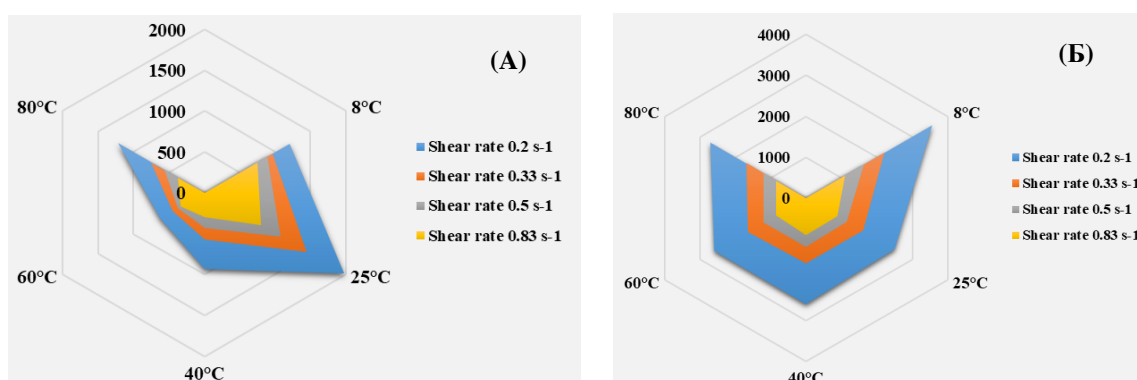 2000
(А)
1500
80°C
1000
8°C
500
0
Shear rate 0.2 s-1
Shear rate 0.33 s-1
Shear rate 0.5 s-1
Shear rate 0.83 s-1
60°C
25°C
40°C
4000
(Б)
3000
80°C
2000
8°C
1000
0
Shear rate 0.2 s-1
Shear rate 0.33 s-1
Shear rate 0.5 s-1
Shear rate 0.83 s-1
60°C
25°C
40°C